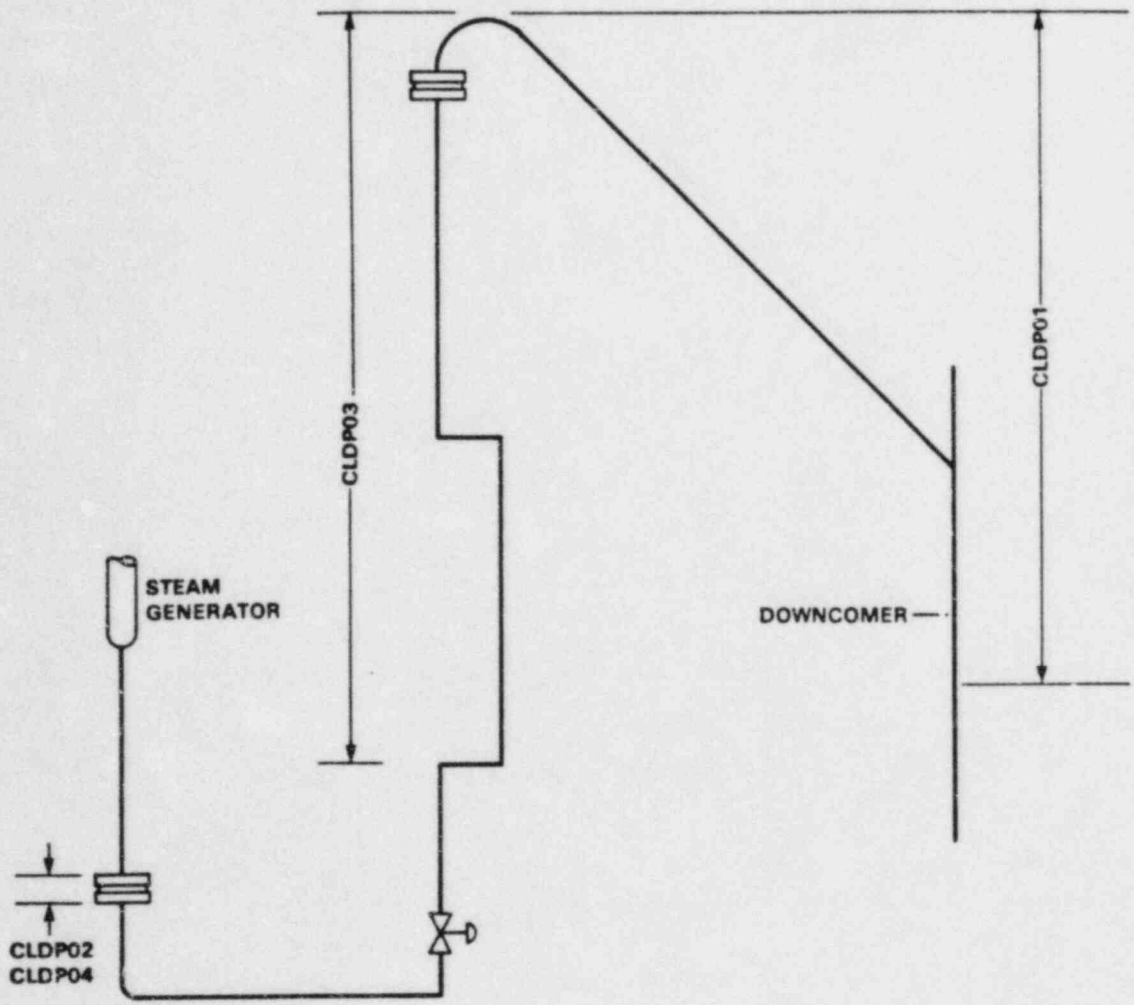 CLDP03
CLDP01
STEAM
GENERATOR
DOWNCOMER
CLDP02
CLDP04